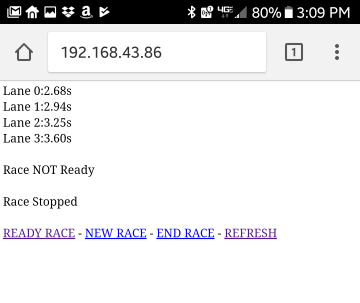 80% 3:09 PM
192.168.43.86
1
Lane 0:2.68s
Lane 1:2.94s
Lane 2:3.25s
Lane 3:3.60s
Race NOT Ready
Race Stopped
READY RACE - NEW RACE - END RACE - REFRESH